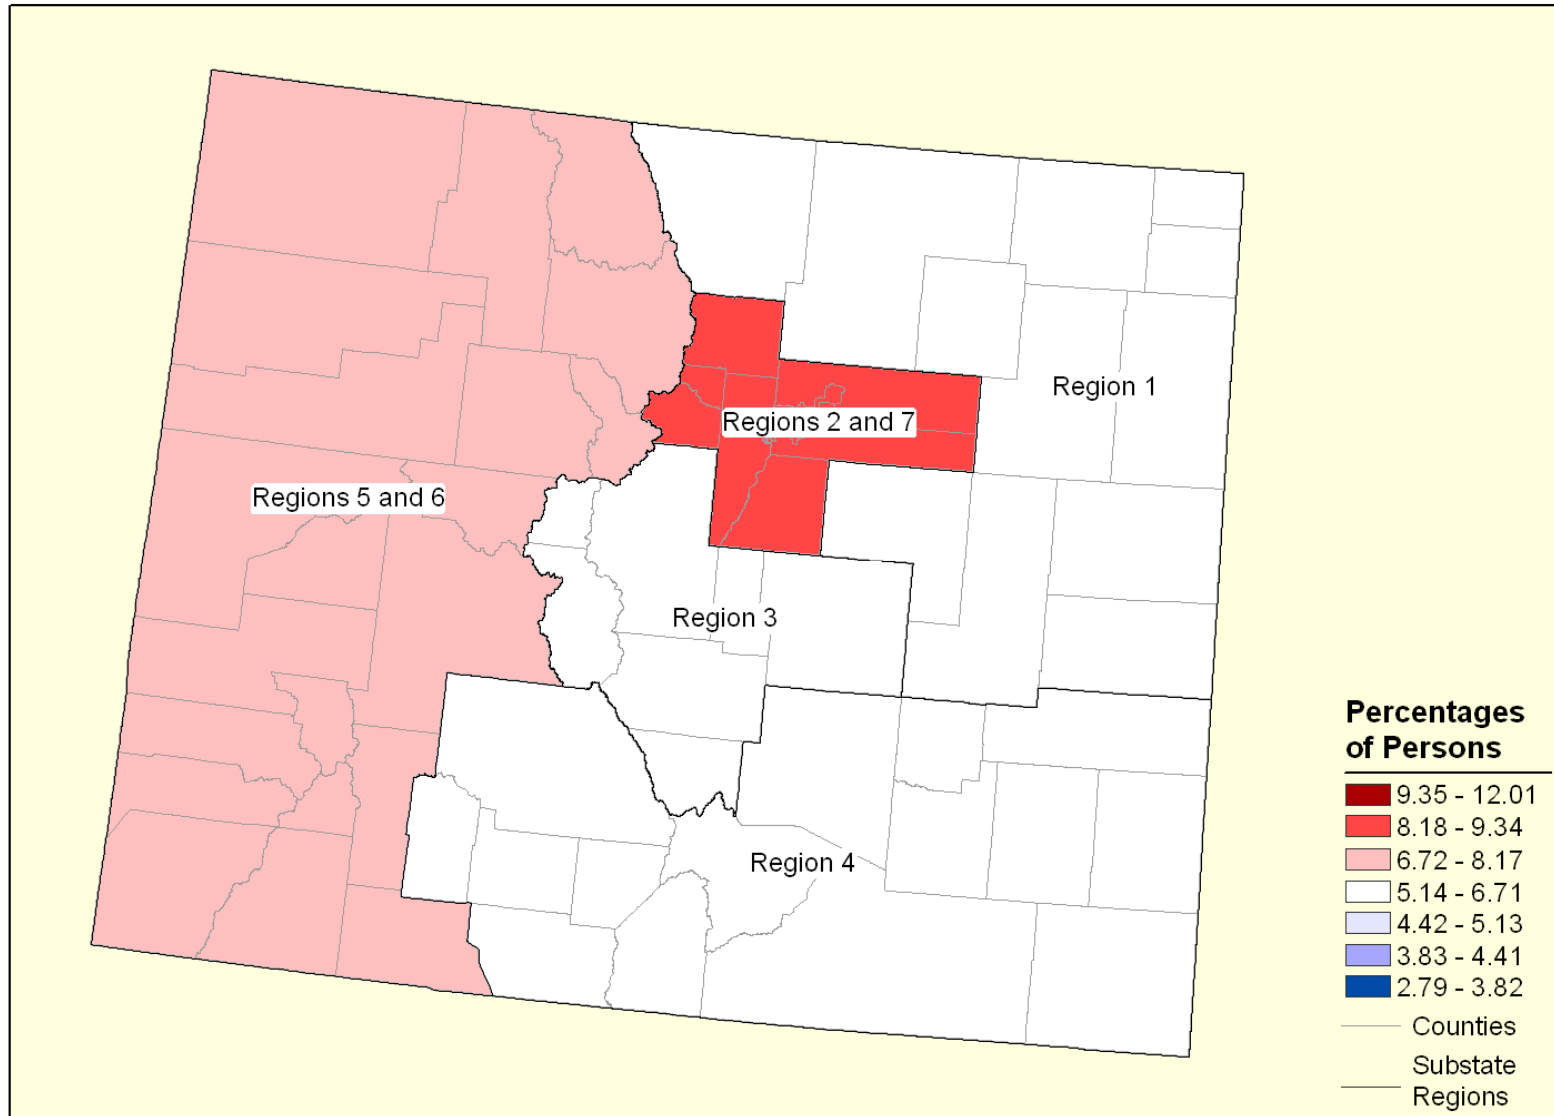 Region 1
Regions 2 and 7
Regions 5 and 6
Region 3
Region 4
Percentages
of Persons
9.35 - 12.01
8.18 - 9.34
6.72 - 8.17
5.14 - 6.71
4.42 - 5.13
3.83 - 4.41
2.79 - 3.82
Counties
Substate
Regions